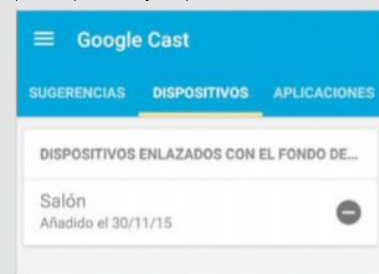 Google Cast
SUGERENCIAS DISPOSITIVOS APLICACIONES
DISPOSITIVOS ENLAZADOS CON EL FONDO DE...
Salón
Añadido el 30/11/15